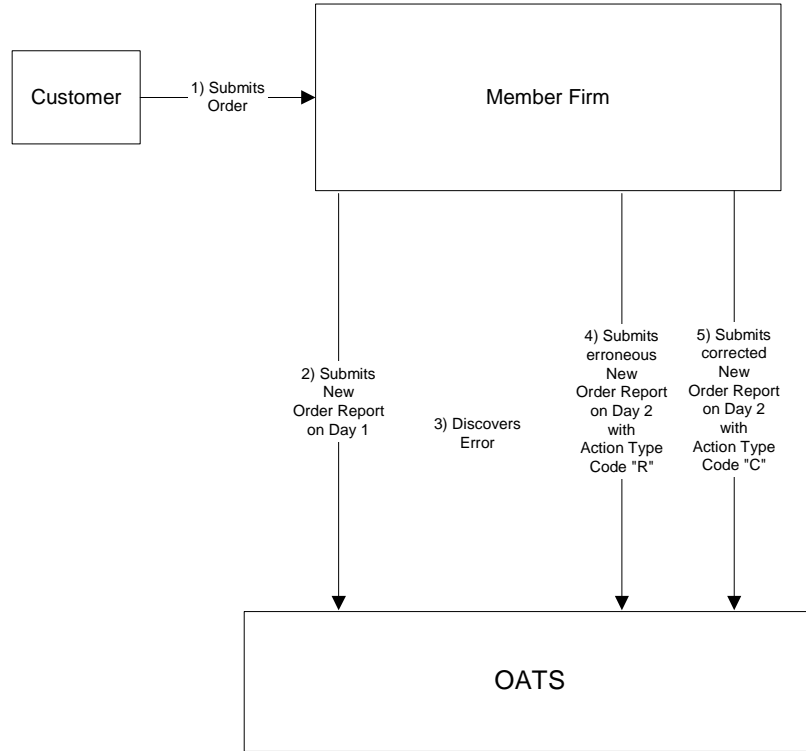 Customer
1) Submits
Order
Member Firm
2) Submits
New
Order Report
on Day 1
3) Discovers
Error
4) Submits
erroneous
New
Order Report
on Day 2
with
Action Type
Code "R"
5) Submits
corrected
New
Order Report
on Day 2
with
Action Type
Code "C"
OATS